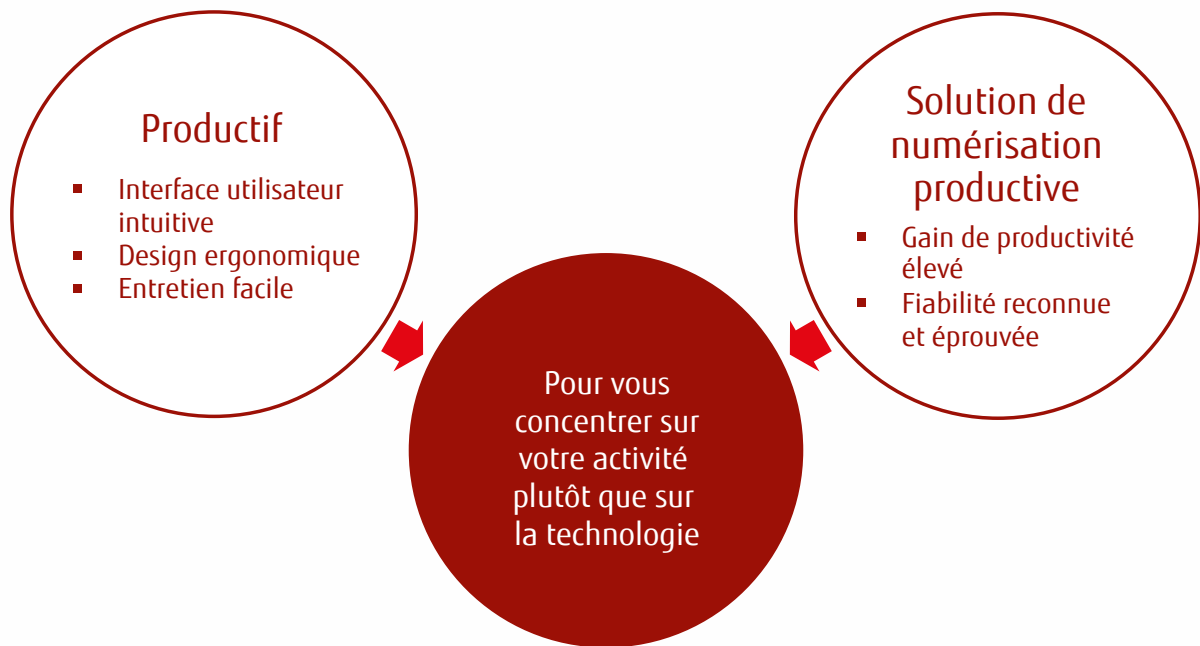 Productif
▪ Interface utilisateur
intuitive
▪ Design ergonomique
▪ Entretien facile
Solution de
numérisation
productive
▪ Gain de productivité
élevé
▪ Fiabilité reconnue
et éprouvée
Pour vous
concentrer sur
votre activité
plutôt que sur
la technologie